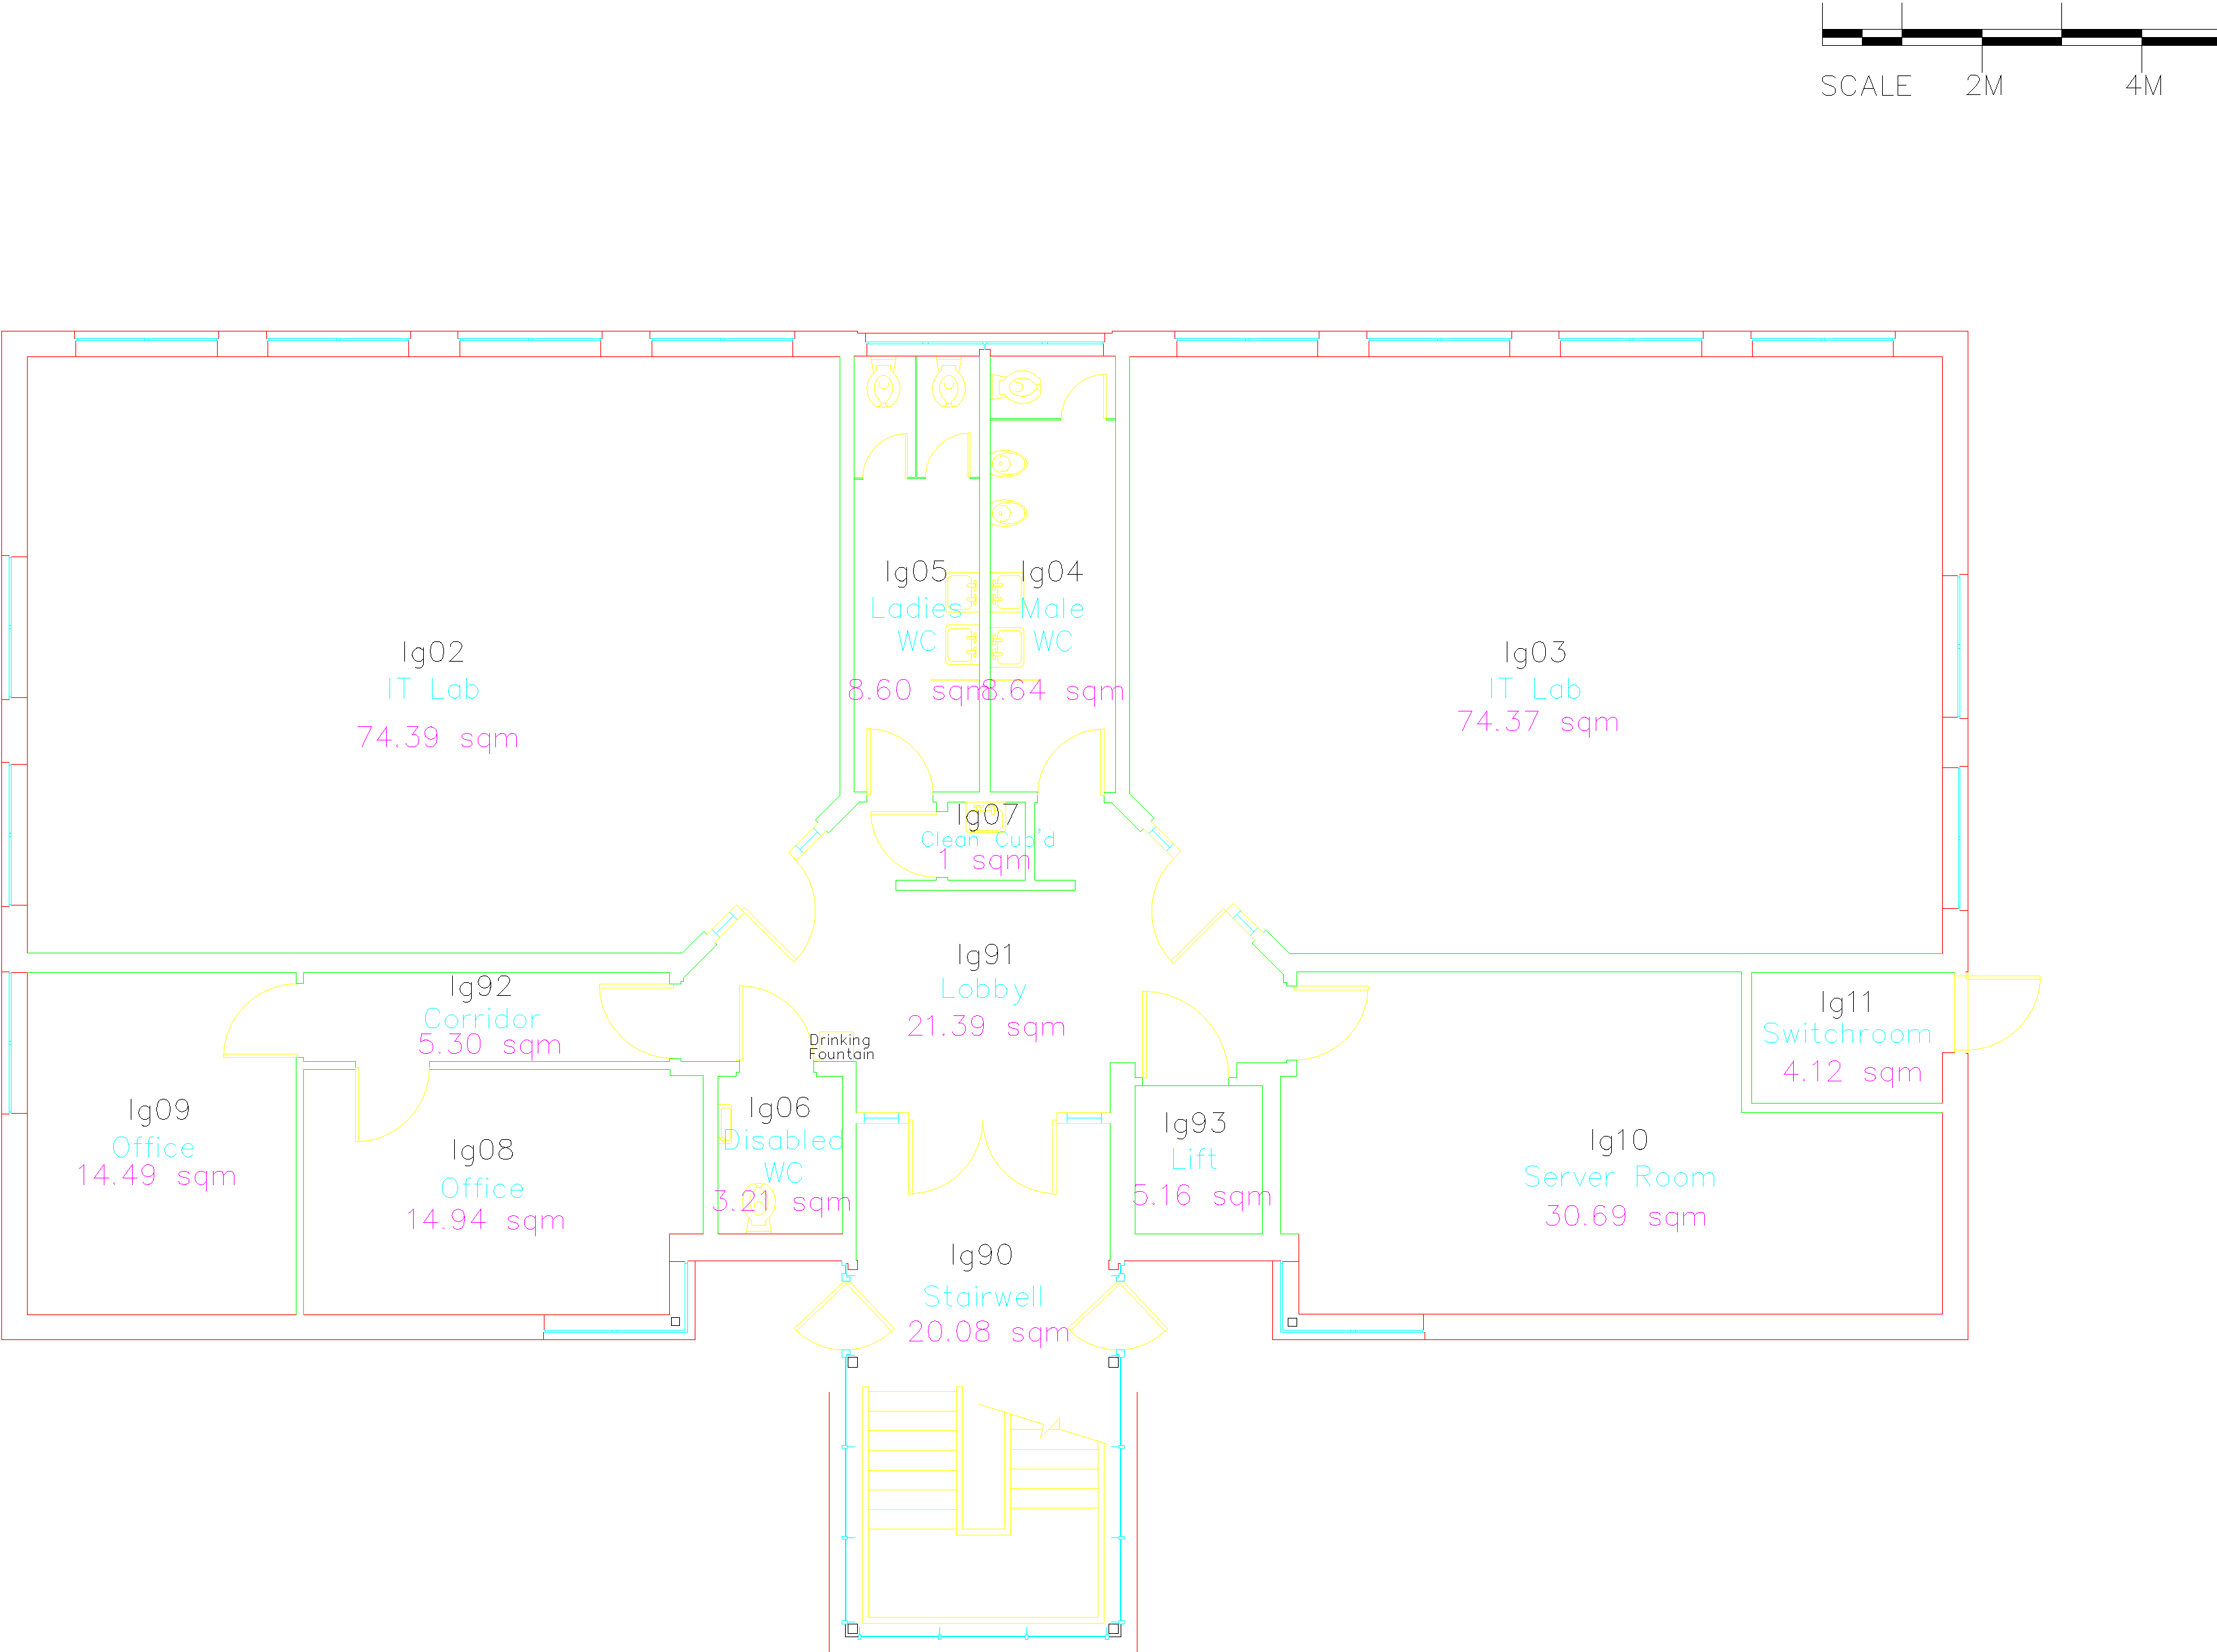 SCALE 2M 4M
lg05
Ladies
WC
8.60 sqm
lg04
Male
WC
8.64 sqm
lg02
IT Lab
74.39 sqm
lg03
IT Lab
74.37 sqm
lg07
Clean Cub'd
1 sqm
lg91
Lobby
21.39 sqm
lg92
Corridor
5.30 sqm
Drinking
Fountain
lg11
Switchroom
4.12 sqm
lg09
Office
14.49 sqm
lg08
Office
14.94 sqm
lg06
Disabled
WC
3.21 sqm
lg93
Lift
5.16 sqm
lg10
Server Room
30.69 sqm
lg90
Stairwell
20.08 sqm